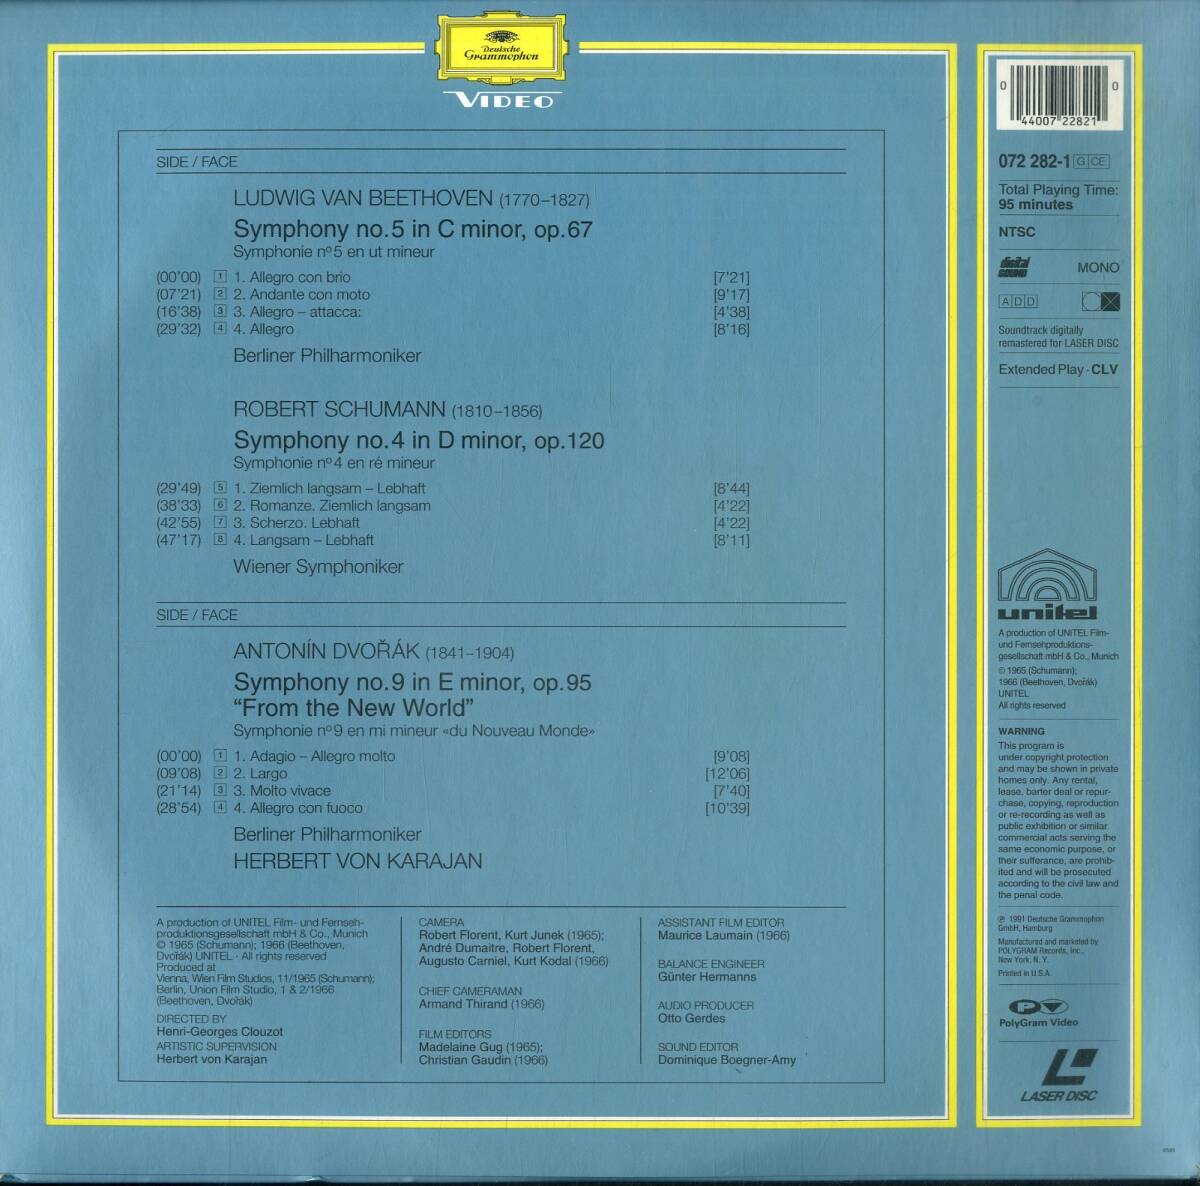 Deutsche
Grammophon
VIDEO
SIDE / FACE
LUDWIG VAN BEETHOVEN (1770–1827)
Symphony no.5 in C minor, op.67
Symphonie nº5 en ut mineur
(00'00) 1 1. Allegro con brio [7'21]
(07'21) 2 2. Andante con moto [9'17]
(16'38) 3 3. Allegro – attacca: [4'38]
(29'32) 4 4. Allegro [8'16]
Berliner Philharmoniker
ROBERT SCHUMANN (1810–1856)
Symphony no.4 in D minor, op.120
Symphonie nº4 en ré mineur
(29'49) 5 1. Ziemlich langsam – Lebhaft [8'44]
(38'33) 6 2. Romanze. Ziemlich langsam [4'22]
(42'55) 7 3. Scherzo. Lebhaft [4'22]
(47'17) 8 4. Langsam – Lebhaft [8'11]
Wiener Symphoniker
SIDE / FACE
ANTONÍN DVOŘÁK (1841–1904)
Symphony no.9 in E minor, op.95
“From the New World”
Symphonie nº9 en mi mineur «du Nouveau Monde»
(00'00) 1 1. Adagio – Allegro molto [9'08]
(09'08) 2 2. Largo [12'06]
(21'14) 3 3. Molto vivace [7'40]
(28'54) 4 4. Allegro con fuoco [10'39]
Berliner Philharmoniker
HERBERT VON KARAJAN
A production of UNITEL Film- und Fernseh-
produktionsgesellschaft mbH & Co., Munich
© 1965 (Schumann); 1966 (Beethoven,
Dvořák) UNITEL · All rights reserved
Produced at
Vienna, Wien Film Studios, 11/1965 (Schumann);
Berlin, Union Film Studio, 1 & 2/1966
(Beethoven, Dvořák)
DIRECTED BY
Henri-Georges Clouzot
ARTISTIC SUPERVISION
Herbert von Karajan
CAMERA
Robert Florent, Kurt Junek (1965);
André Dumaitre, Robert Florent,
Augusto Carniel, Kurt Kodal (1966)
CHIEF CAMERAMAN
Armand Thirand (1966)
FILM EDITORS
Madelaine Gug (1965);
Christian Gaudin (1966)
ASSISTANT FILM EDITOR
Maurice Laumain (1966)
BALANCE ENGINEER
Günter Hermanns
AUDIO PRODUCER
Otto Gerdes
SOUND EDITOR
Dominique Boegner-Amy
0 44007 22821 0
072 282-1 G CE
Total Playing Time:
95 minutes
NTSC
digital
SOUND
MONO
A D D
Soundtrack digitally
remastered for LASER DISC
Extended Play · CLV
unitel
A production of UNITEL Film-
und Fernsehproduktions-
gesellschaft mbH & Co., Munich
© 1965 (Schumann);
1966 (Beethoven, Dvořák)
UNITEL
All rights reserved
WARNING
This program is
under copyright protection
and may be shown in private
homes only. Any rental,
lease, barter deal or repur-
chase, copying, reproduction
or re-recording as well as
public exhibition or similar
commercial acts serving the
same economic purpose, or
their sufferance, are prohib-
ited and will be prosecuted
according to the civil law and
the penal code.
℗ 1991 Deutsche Grammophon
GmbH, Hamburg
Manufactured and marketed by
POLYGRAM Records, Inc.,
New York, N. Y.
Printed in U.S.A.
P V
PolyGram Video
LASER DISC